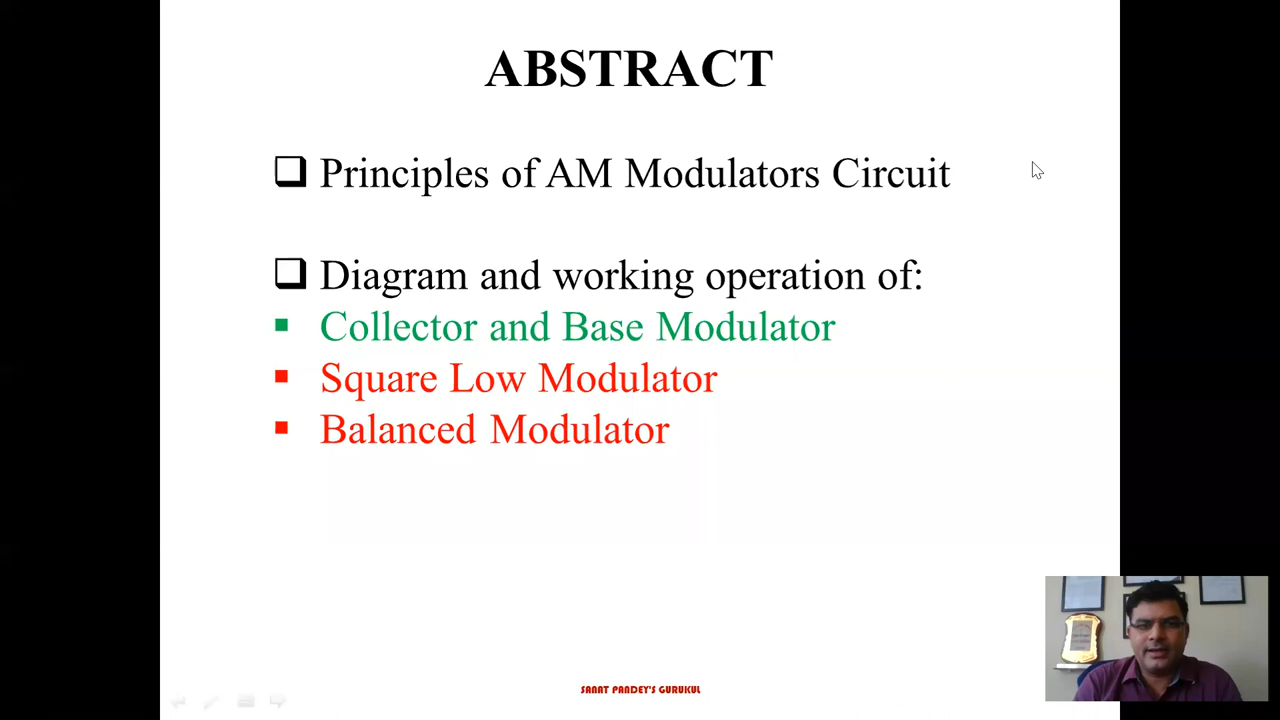 ABSTRACT
Principles of AM Modulators Circuit
Diagram and working operation of:
Collector and Base Modulator
Square Low Modulator
Balanced Modulator
SANAT PANDEY'S GURUKUL